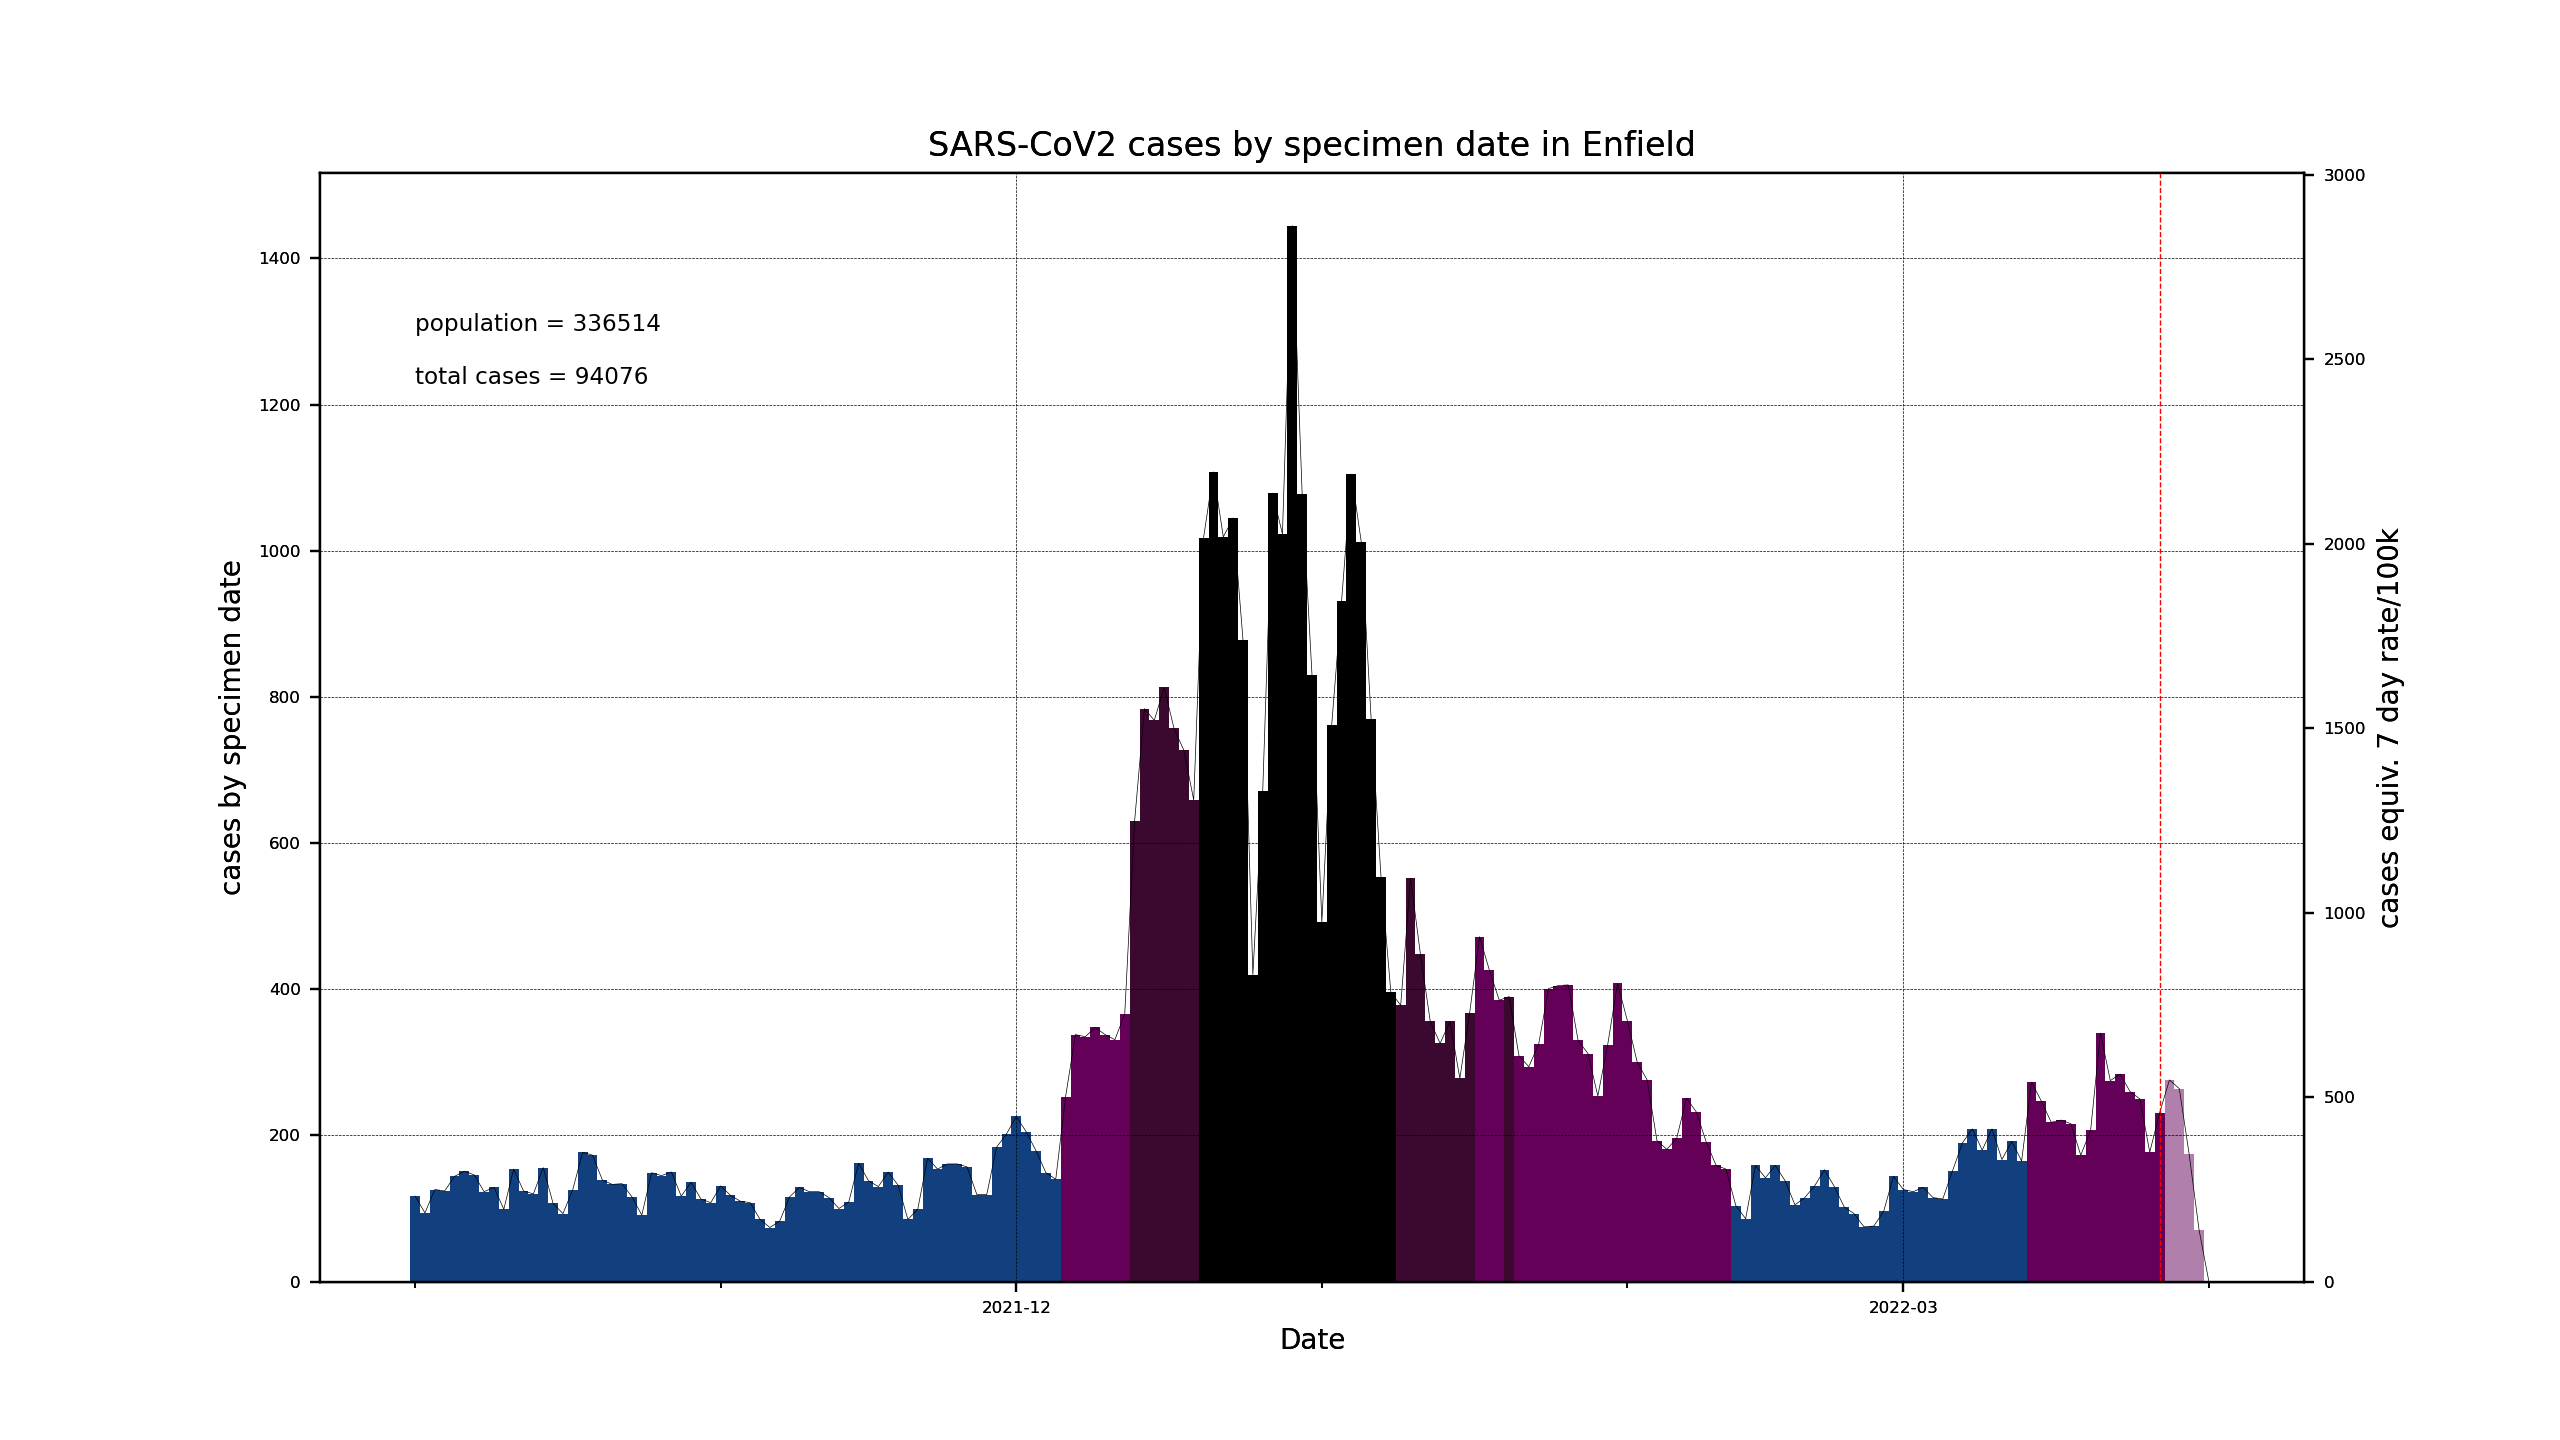 SARS-CoV2 cases by specimen date in Enfield
population = 336514
total cases = 94076
cases by specimen date
1400
1200
1000
800
600
400
200
0
3000
2500
2000
1500
1000
500
0
cases equiv. 7 day rate/100k
2021-12
2022-03
Date